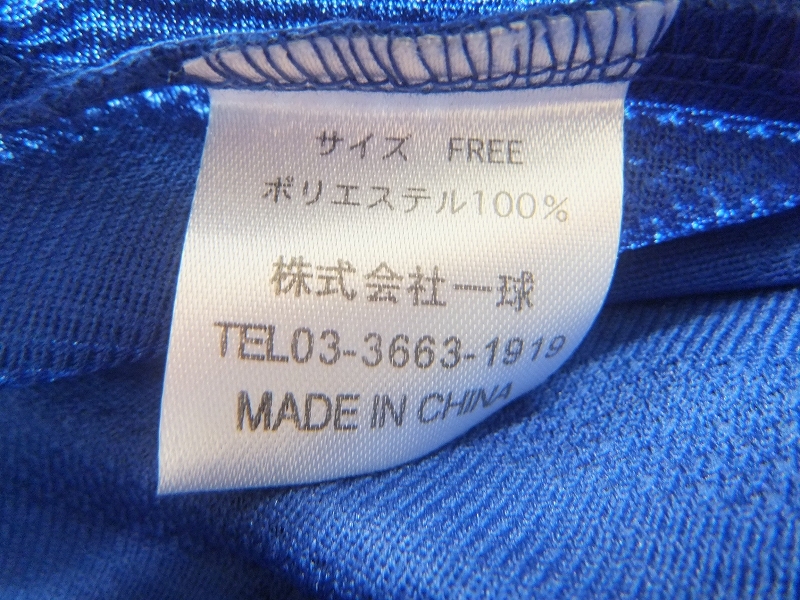 サイズ FREE
ポリエステル100%
株式会社一球
TEL03-3663-1919
MADE IN CHINA